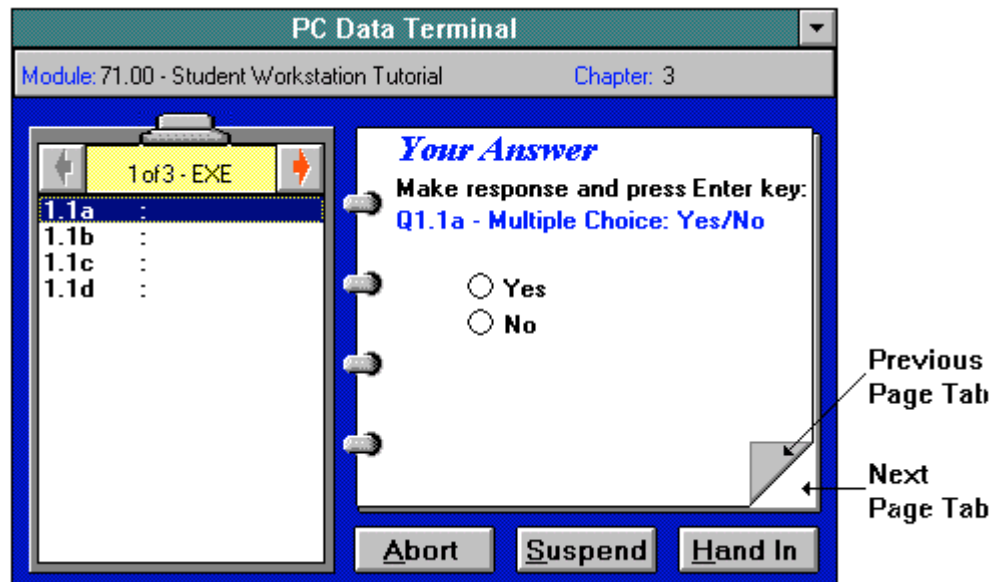 PC Data Terminal
Module: 71.00 - Student Workstation Tutorial Chapter: 3
1 of 3 - EXE
1.1a :
1.1b :
1.1c :
1.1d :
Your Answer
Make response and press Enter key:
Q1.1a - Multiple Choice: Yes/No
Yes
No
Previous
Page Tab
Next
Page Tab
Abort Suspend Hand In